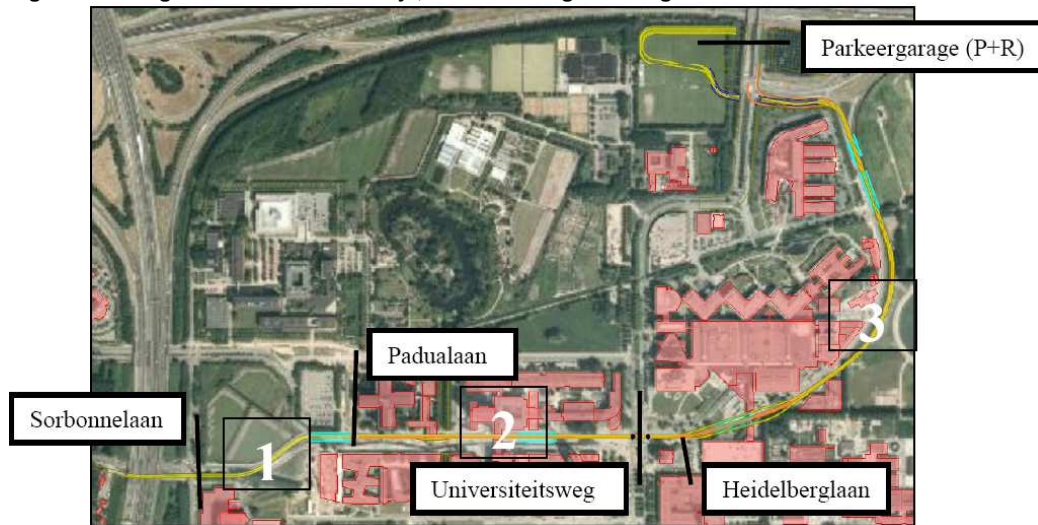 Parkeergarage (P+R)
3
Padualaan
Sorbonnelaan
1
2
Universiteitsweg
Heidelberglaan